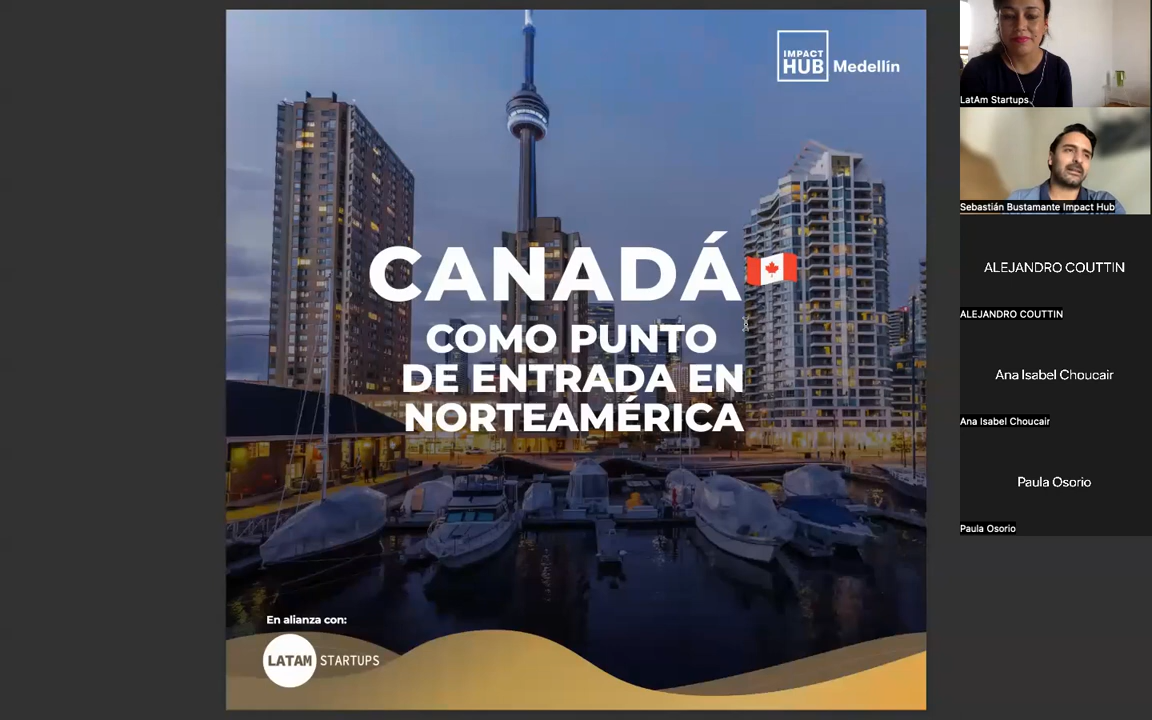 IMPACT
HUB Medellín
CANADÁ
COMO PUNTO
DE ENTRADA EN
NORTEAMÉRICA
En alianza con:
LATAM STARTUPS
LatAm Startups
Sebastián Bustamante Impact Hub
ALEJANDRO COUTTIN
ALEJANDRO COUTTIN
Ana Isabel Choucair
Ana Isabel Choucair
Paula Osorio
Paula Osorio